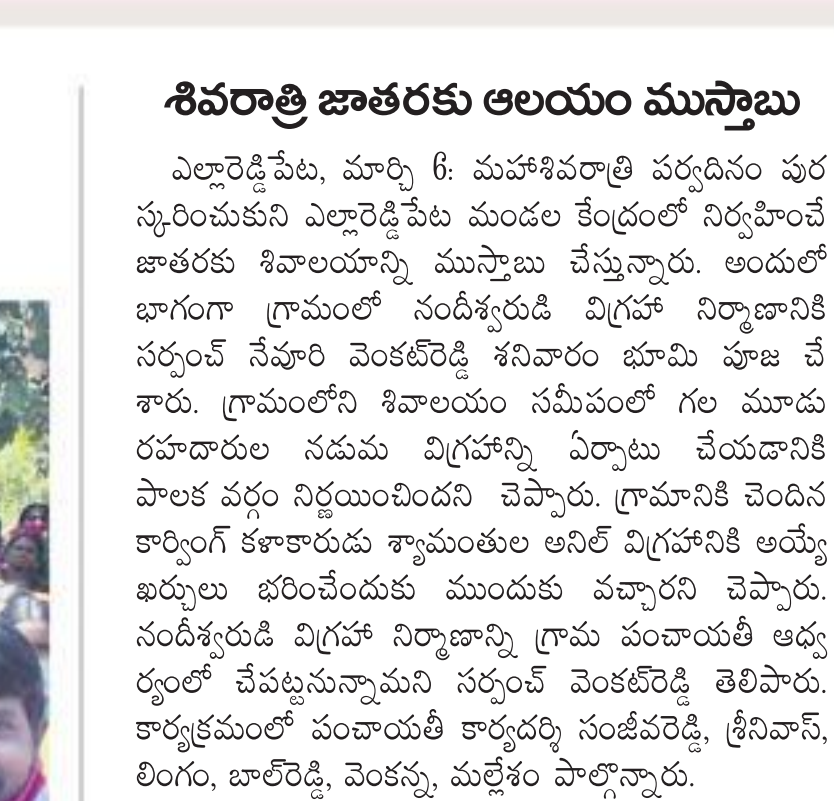 శివరాత్రి జాతరకు ఆలయం ముస్తాబు
ఎల్లారెడ్డిపేట, మార్చి 6: మహాశివరాత్రి పర్వదినం పుర
స్కరించుకుని ఎల్లారెడ్డిపేట మండల కేంద్రంలో నిర్వహించే
జాతరకు శివాలయాన్ని ముస్తాబు చేస్తున్నారు. అందులో
భాగంగా గ్రామంలో నందీశ్వరుడి విగ్రహా నిర్మాణానికి
సర్పంచ్ నేవూరి వెంకట్‌రెడ్డి శనివారం భూమి పూజ చే
శారు. గ్రామంలోని శివాలయం సమీపంలో గల మూడు
రహదారుల నడుమ విగ్రహాన్ని ఏర్పాటు చేయడానికి
పాలక వర్గం నిర్ణయించిందని చెప్పారు. గ్రామానికి చెందిన
కార్వింగ్ కళాకారుడు శ్యామంతుల అనిల్ విగ్రహానికి అయ్యే
ఖర్చులు భరించేందుకు ముందుకు వచ్చారని చెప్పారు.
నందీశ్వరుడి విగ్రహా నిర్మాణాన్ని గ్రామ పంచాయతీ ఆధ్వ
ర్యంలో చేపట్టనున్నామని సర్పంచ్ వెంకట్‌రెడ్డి తెలిపారు.
కార్యక్రమంలో పంచాయతీ కార్యదర్శి సంజీవరెడ్డి, శ్రీనివాస్,
లింగం, బాల్‌రెడ్డి, వెంకన్న, మల్లేశం పాల్గొన్నారు.